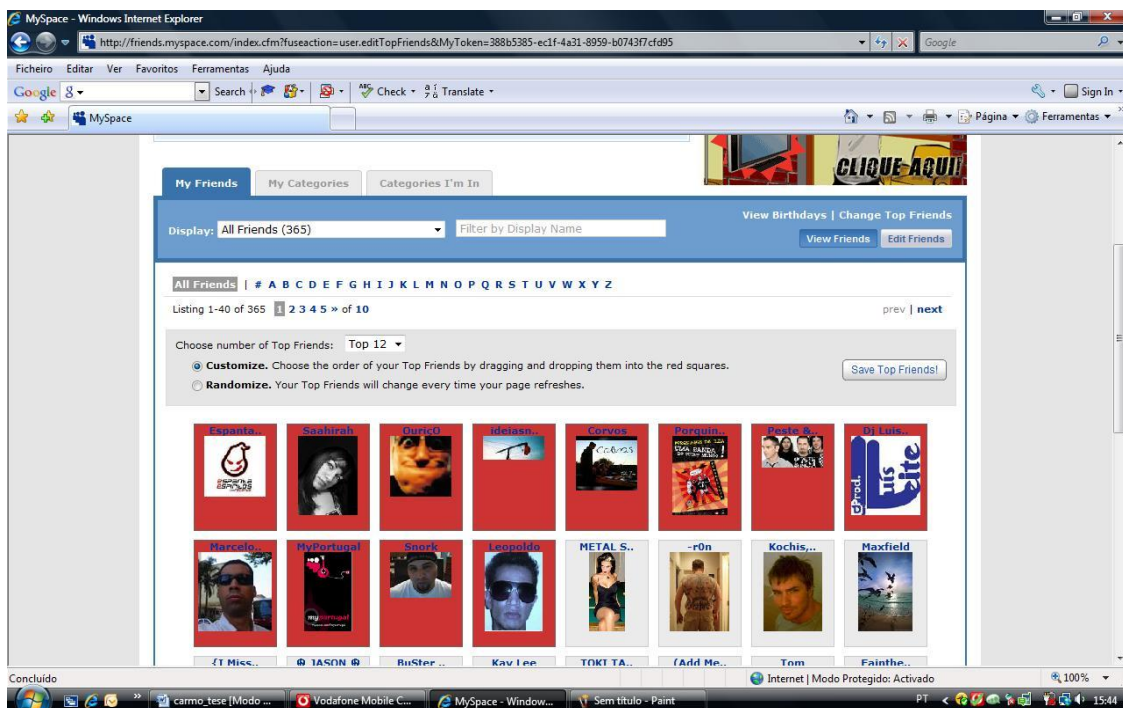 MySpace - Windows Internet Explorer
http://friends.myspace.com/index.cfm?fuseaction=user.editTopFriends&MyToken=388b5385-ec1f-4a31-8959-b0743f7cfd95
Google
Ficheiro Editar Ver Favoritos Ferramentas Ajuda
Google Search Check Translate Sign In
MySpace Página Ferramentas
CLIQUE AQUI!
My Friends My Categories Categories I'm In
View Birthdays | Change Top Friends
Display: All Friends (365) Filter by Display Name
View Friends Edit Friends
All Friends | # A B C D E F G H I J K L M N O P Q R S T U V W X Y Z
Listing 1-40 of 365 1 2 3 4 5 » of 10 prev | next
Choose number of Top Friends: Top 12
Customize. Choose the order of your Top Friends by dragging and dropping them into the red squares.
Save Top Friends!
Randomize. Your Top Friends will change every time your page refreshes.
Espanta.. Saahirah OuriçO ideiasn.. Corvos Porquin.. Peste &.. Dj Luis..
Corvos
dProd. Luis Leite
Marcelo.. MyPortugal Snork Leopoldo METAL S.. -r0n Kochis,.. Maxfield
myportugal
{I Miss.. JASON BuSter .. Kay Lee TOKI TA.. (Add Me.. Tom Fainthe..
Concluído Internet | Modo Protegido: Activado 100%
carmo_tese [Modo ... Vodafone Mobile C... MySpace - Window... Sem título - Paint PT 15:44